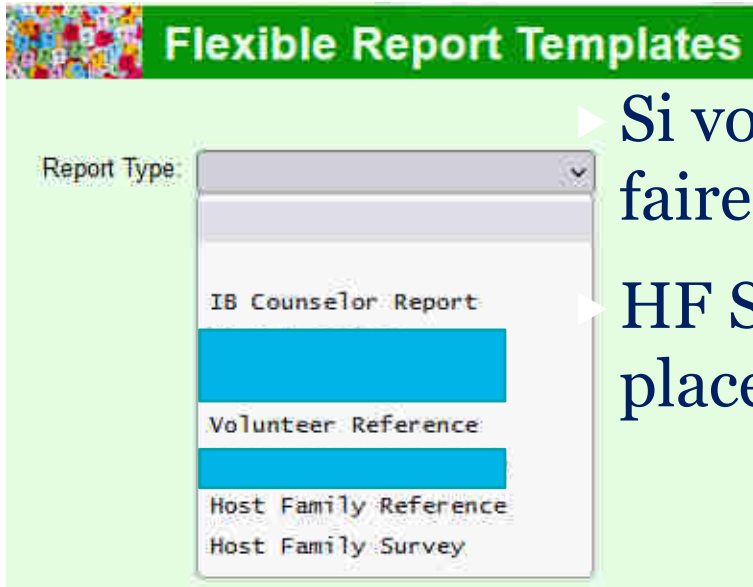 Flexible Report Templates
Report Type:
IB Counselor Report
Volunteer Reference
Host Family Reference
Host Family Survey
Si vo
faire
HF S
place